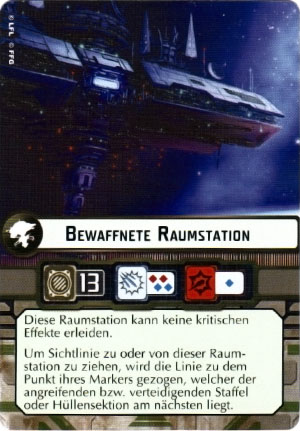 © LFL © FFG
BEWAFFNETE RAUMSTATION
13
Diese Raumstation kann keine kritischen
Effekte erleiden.
Um Sichtlinie zu oder von dieser Raum-
station zu ziehen, wird die Linie zu dem
Punkt ihres Markers gezogen, welcher der
angreifenden bzw. verteidigenden Staffel
oder Hüllensektion am nächsten liegt.